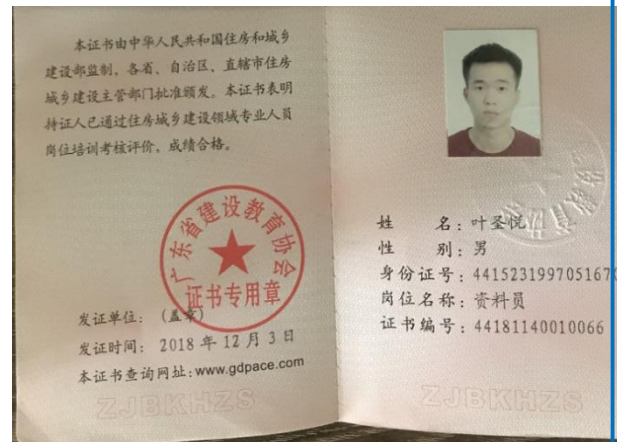 本证书由中华人民共和国住房和城乡
建设部监制，各省、自治区、直辖市住房
城乡建设主管部门批准颁发。本证书表明
持证人已通过住房城乡建设领域专业人员
岗位培训考核评价，成绩合格。
广东省建设教育协会
证书专用章
发证单位：（盖章）
发证时间：2018 年 12 月 3 日
本证书查询网址：www.gdpace.com
ZJBKHZS
姓 名：叶圣悦
性 别：男
身份证号：44152319970516 7
岗位名称：资料员
证书编号：44181140010066
ZJBKHZS